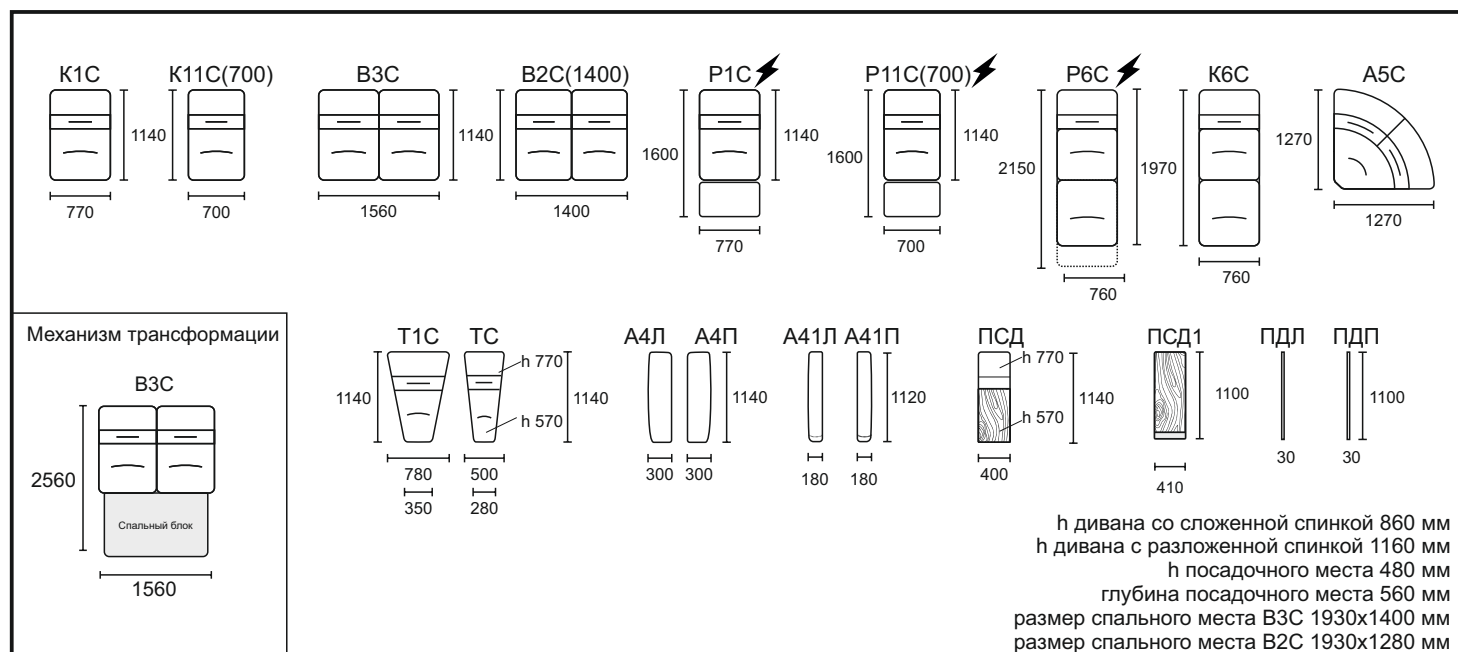 К1С К11С(700) В3С В2С(1400) Р1С Р11С(700) Р6С К6С А5С
1140 1140 1140 1600 1140 1600 1140 2150 1970 1970 1270
770 700 1560 1400 770 700 760 760 1270
Механизм трансформации
В3С
2560
Спальный блок
1560
Т1С ТС А4Л А4П А41Л А41П ПСД ПСД1 ПДЛ ПДП
h 770 h 770
1140 1140 1140 1120 1140 1100 1100
h 570 h 570
780 500 300 300 180 180 400 410 30 30
350 280
h дивана со сложенной спинкой 860 мм
h дивана с разложенной спинкой 1160 мм
h посадочного места 480 мм
глубина посадочного места 560 мм
размер спального места В3С 1930х1400 мм
размер спального места В2С 1930х1280 мм